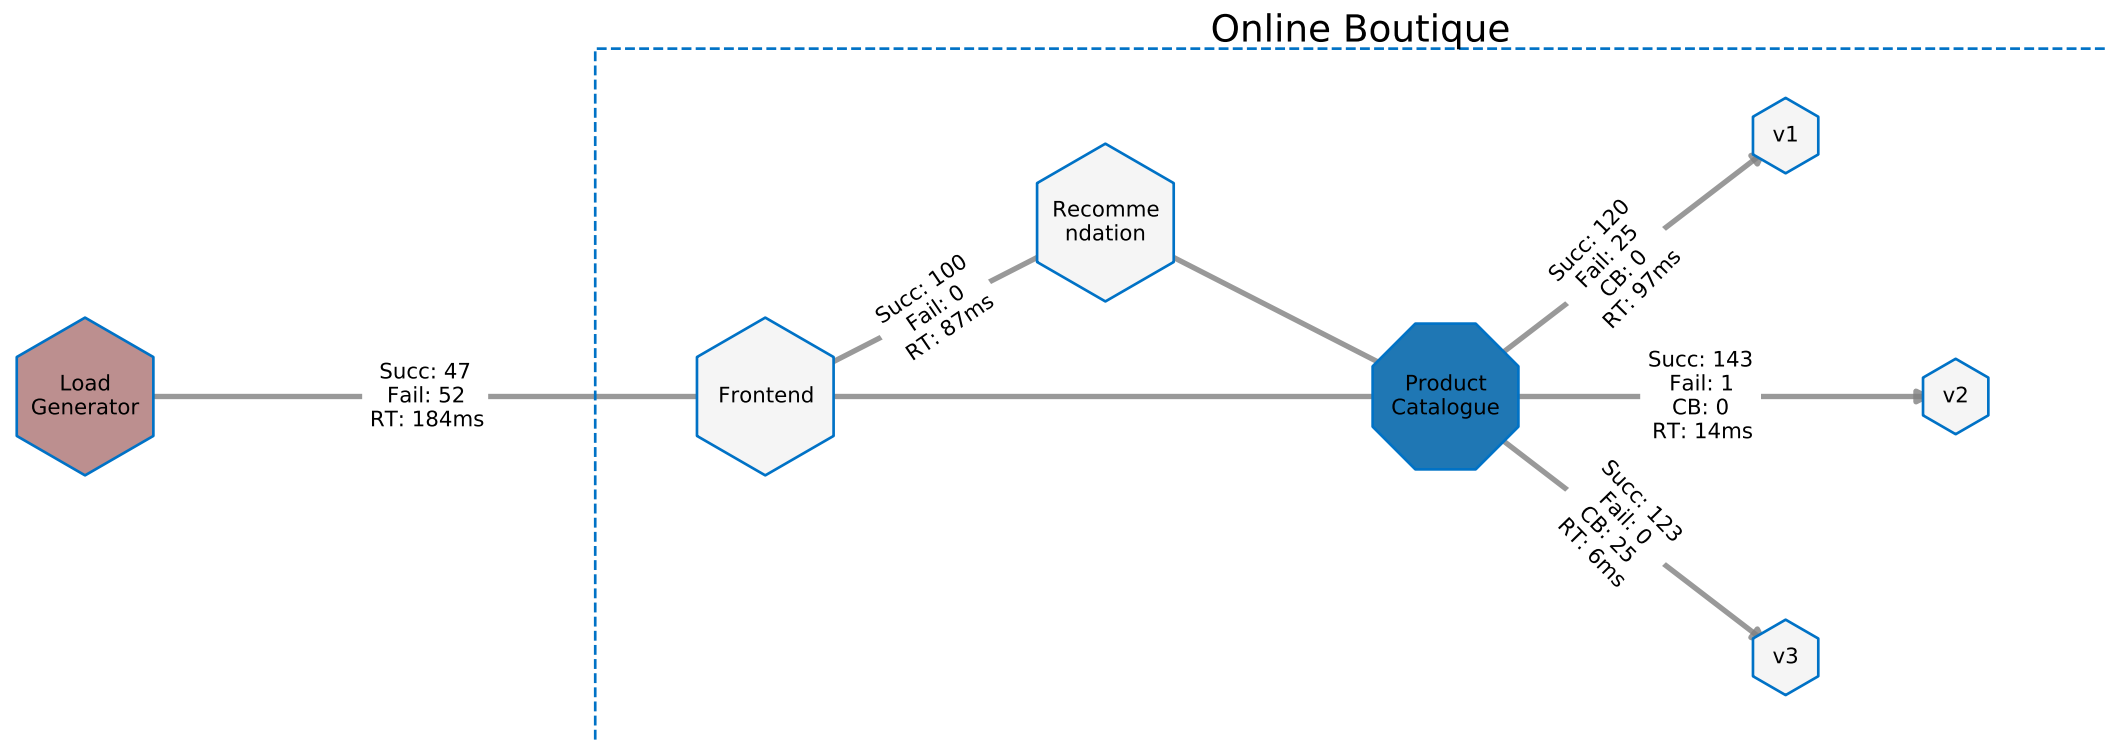 Online Boutique
Load
Generator
Succ: 47
Fail: 52
RT: 184ms
Frontend
Succ: 100
Fail: 0
RT: 87ms
Recomme
ndation
Product
Catalogue
Succ: 120
Fail: 25
CB: 0
RT: 97ms
v1
Succ: 143
Fail: 1
CB: 0
RT: 14ms
v2
Succ: 123
Fail: 0
CB: 25
RT: 6ms
v3